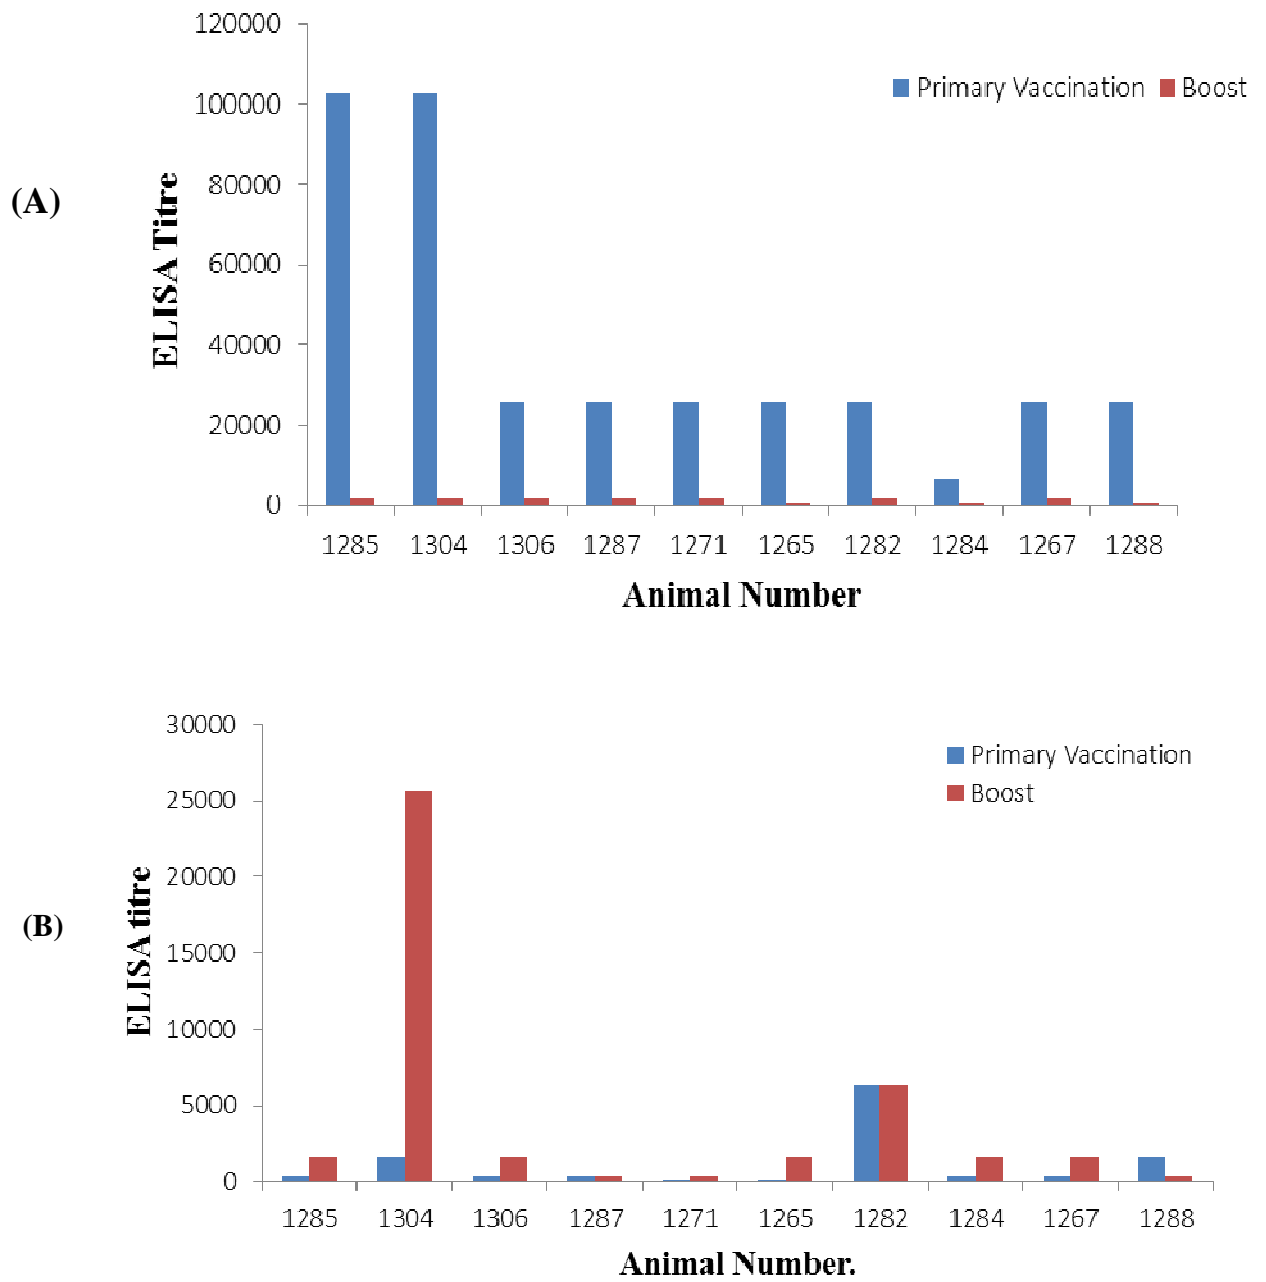 120000
Primary Vaccination Boost
100000
80000
(A)
ELISA Titre
60000
40000
20000
0
1285 1304 1306 1287 1271 1265 1282 1284 1267 1288
Animal Number
30000
Primary Vaccination
Boost
25000
20000
(B)
ELISA titre
15000
10000
5000
0
1285 1304 1306 1287 1271 1265 1282 1284 1267 1288
Animal Number.